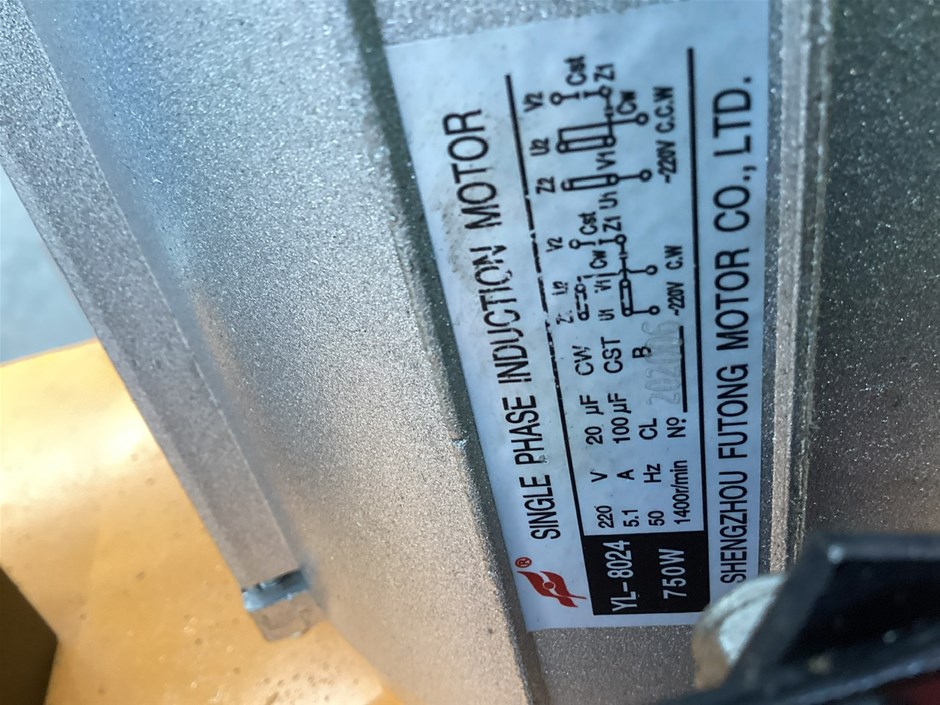 ®
SINGLE PHASE INDUCTION MOTOR
YL-8024
750W
220 V 20 μF CW
5.1 A 100 μF CST
50 Hz CL B
1400r/min Nº
U2 V2
Cst
U1 V1 Cw Z1
~220V C.W
Z2 U2 V2
Cst
U1 V1 Z1
Cw
~220V C.C.W
SHENGZHOU FUTONG MOTOR CO., LTD.